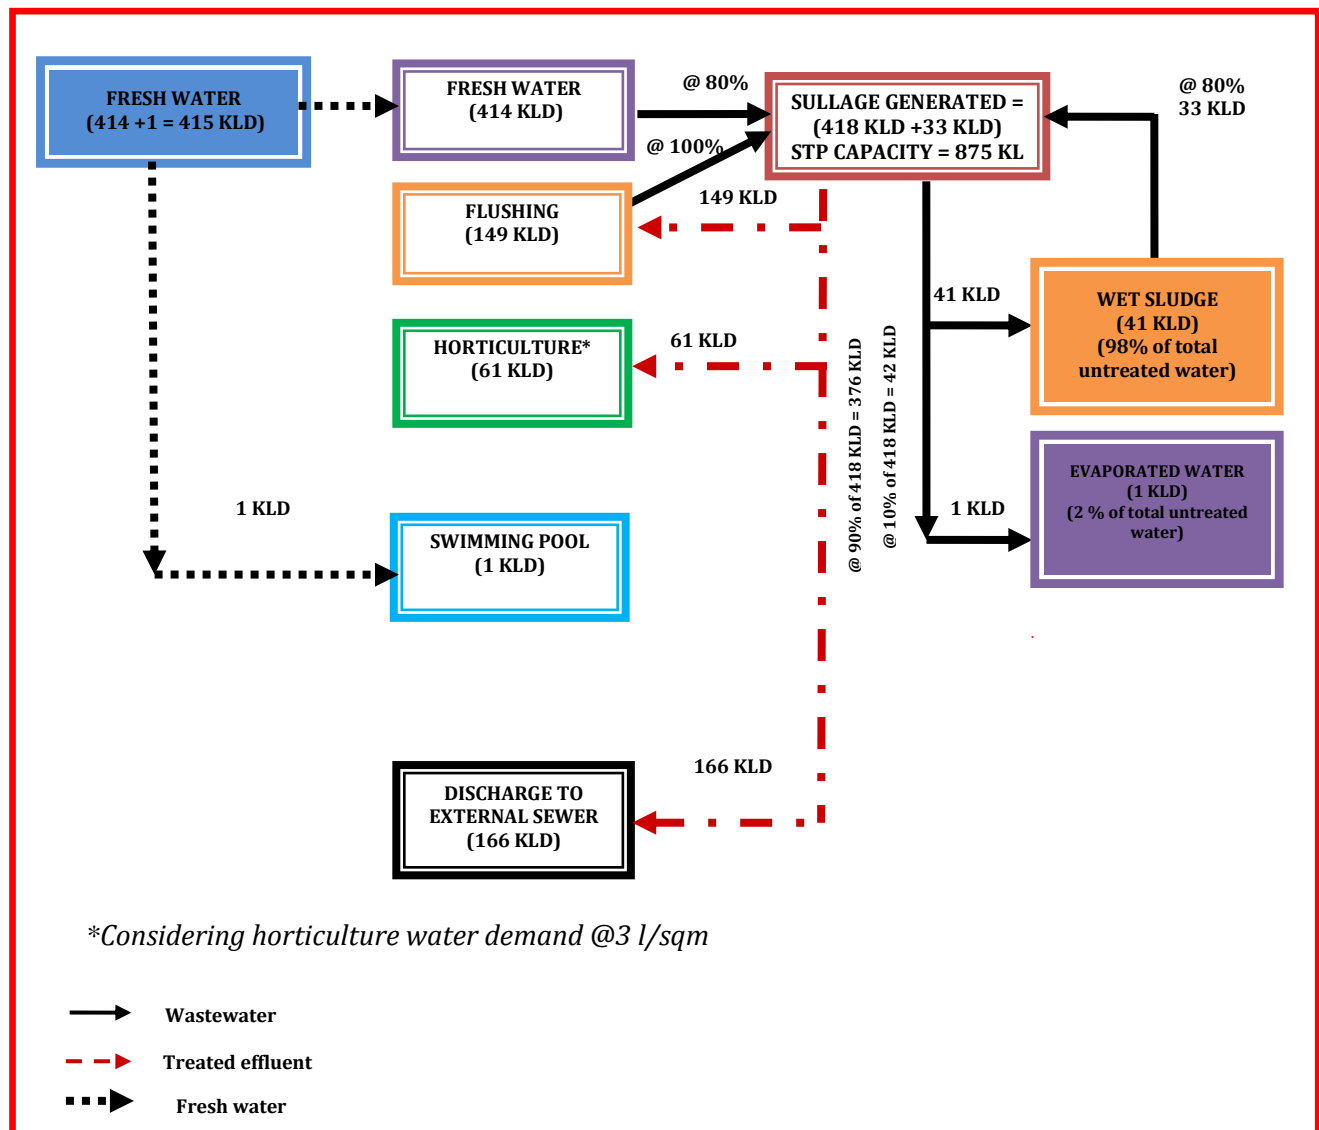 FRESH WATER
(414 +1 = 415 KLD)
FRESH WATER
(414 KLD)
@ 80%
@ 100%
SULLAGE GENERATED =
(418 KLD +33 KLD)
STP CAPACITY = 875 KL
@ 80%
33 KLD
FLUSHING
(149 KLD)
149 KLD
HORTICULTURE*
(61 KLD)
61 KLD
@ 90% of 418 KLD = 376 KLD
@ 10% of 418 KLD = 42 KLD
41 KLD
WET SLUDGE
(41 KLD)
(98% of total
untreated water)
EVAPORATED WATER
(1 KLD)
(2 % of total untreated
water)
1 KLD
1 KLD
SWIMMING POOL
(1 KLD)
166 KLD
DISCHARGE TO
EXTERNAL SEWER
(166 KLD)
*Considering horticulture water demand @3 l/sqm
Wastewater
Treated effluent
Fresh water